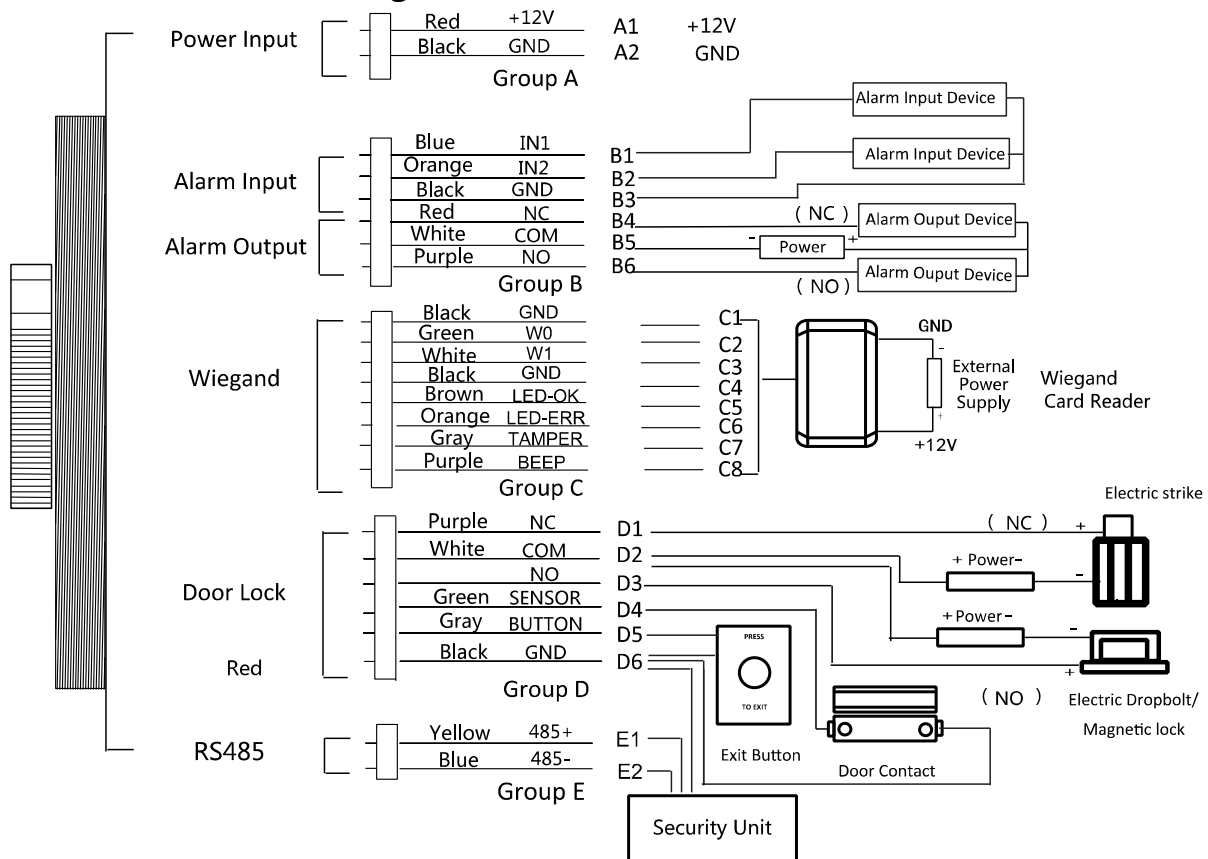 Power Input
Red +12V A1 +12V
Black GND A2 GND
Group A
Alarm Input
Alarm Output
Blue IN1 B1 Alarm Input Device
Orange IN2 B2 Alarm Input Device
Black GND B3
Red NC B4 ( NC ) Alarm Ouput Device
White COM B5 - Power +
Purple NO B6 ( NO ) Alarm Ouput Device
Group B
Wiegand
Black GND C1
Green W0 C2
White W1 C3
Black GND C4
Brown LED-OK C5
Orange LED-ERR C6
Gray TAMPER C7
Purple BEEP C8
Group C
GND
-
External
Power
Supply
+
+12V
Wiegand
Card Reader
Door Lock
Red
Purple NC D1 ( NC ) +
White COM D2 + Power- -
NO D3 +Power- -
Green SENSOR D4
Gray BUTTON D5
Black GND D6
Group D
Electric strike
+
( NO )
Electric Dropbolt/
Magnetic lock
PRESS
TO EXIT
Exit Button
Door Contact
RS485
Yellow 485+ E1
Blue 485- E2
Group E
Security Unit